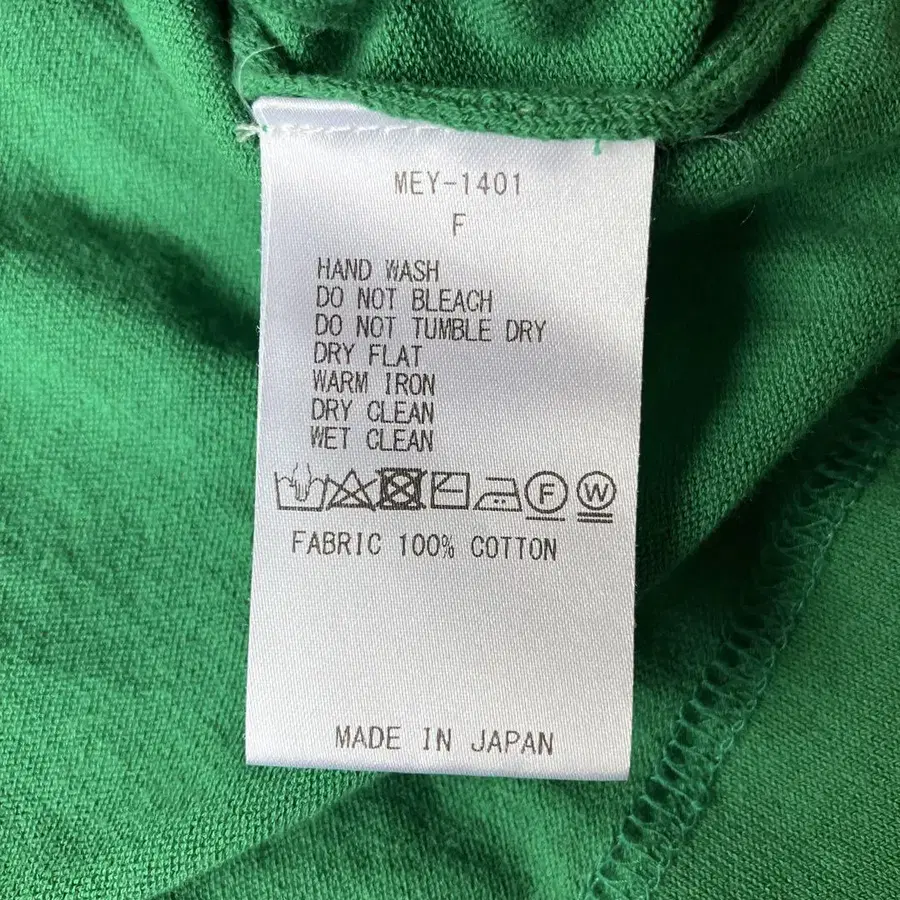 MEY-1401
F
HAND WASH
DO NOT BLEACH
DO NOT TUMBLE DRY
DRY FLAT
WARM IRON
DRY CLEAN
WET CLEAN
F W
FABRIC 100% COTTON
MADE IN JAPAN